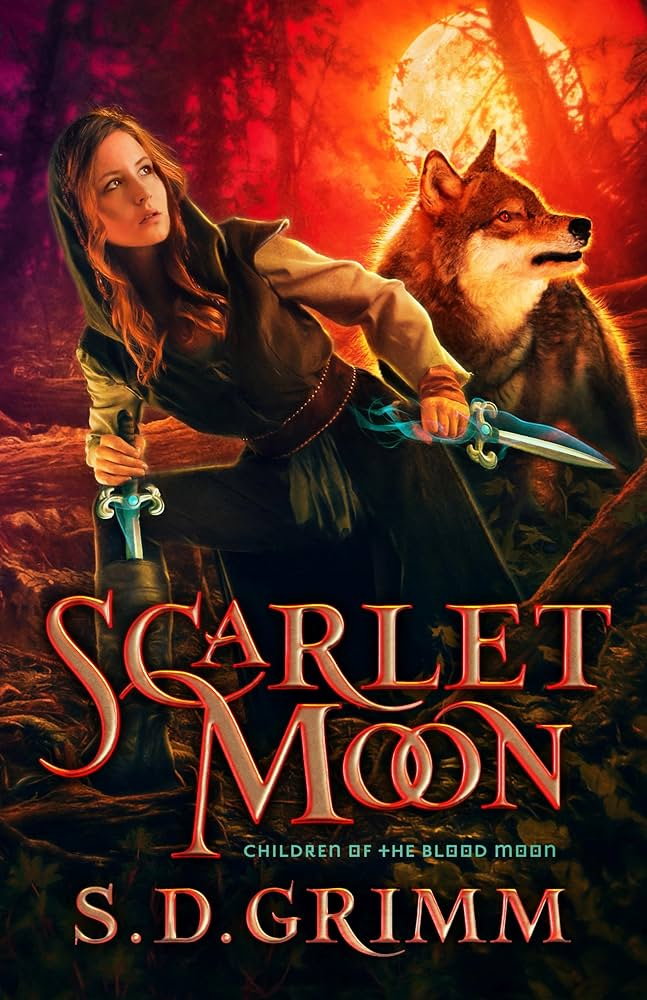 SCARLET
MOON
CHILDREN OF THE BLOOD MOON
S.D. GRIMM